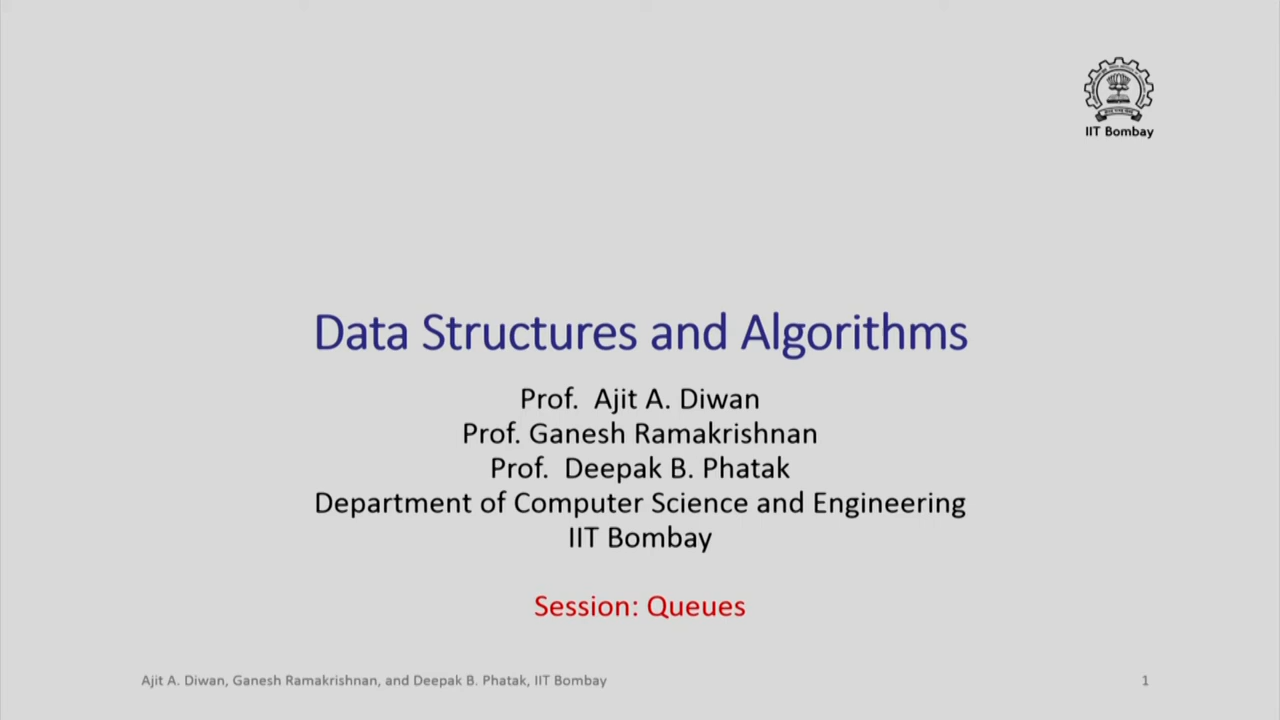 IIT Bombay
Data Structures and Algorithms
Prof. Ajit A. Diwan
Prof. Ganesh Ramakrishnan
Prof. Deepak B. Phatak
Department of Computer Science and Engineering
IIT Bombay
Session: Queues
Ajit A. Diwan, Ganesh Ramakrishnan, and Deepak B. Phatak, IIT Bombay
1